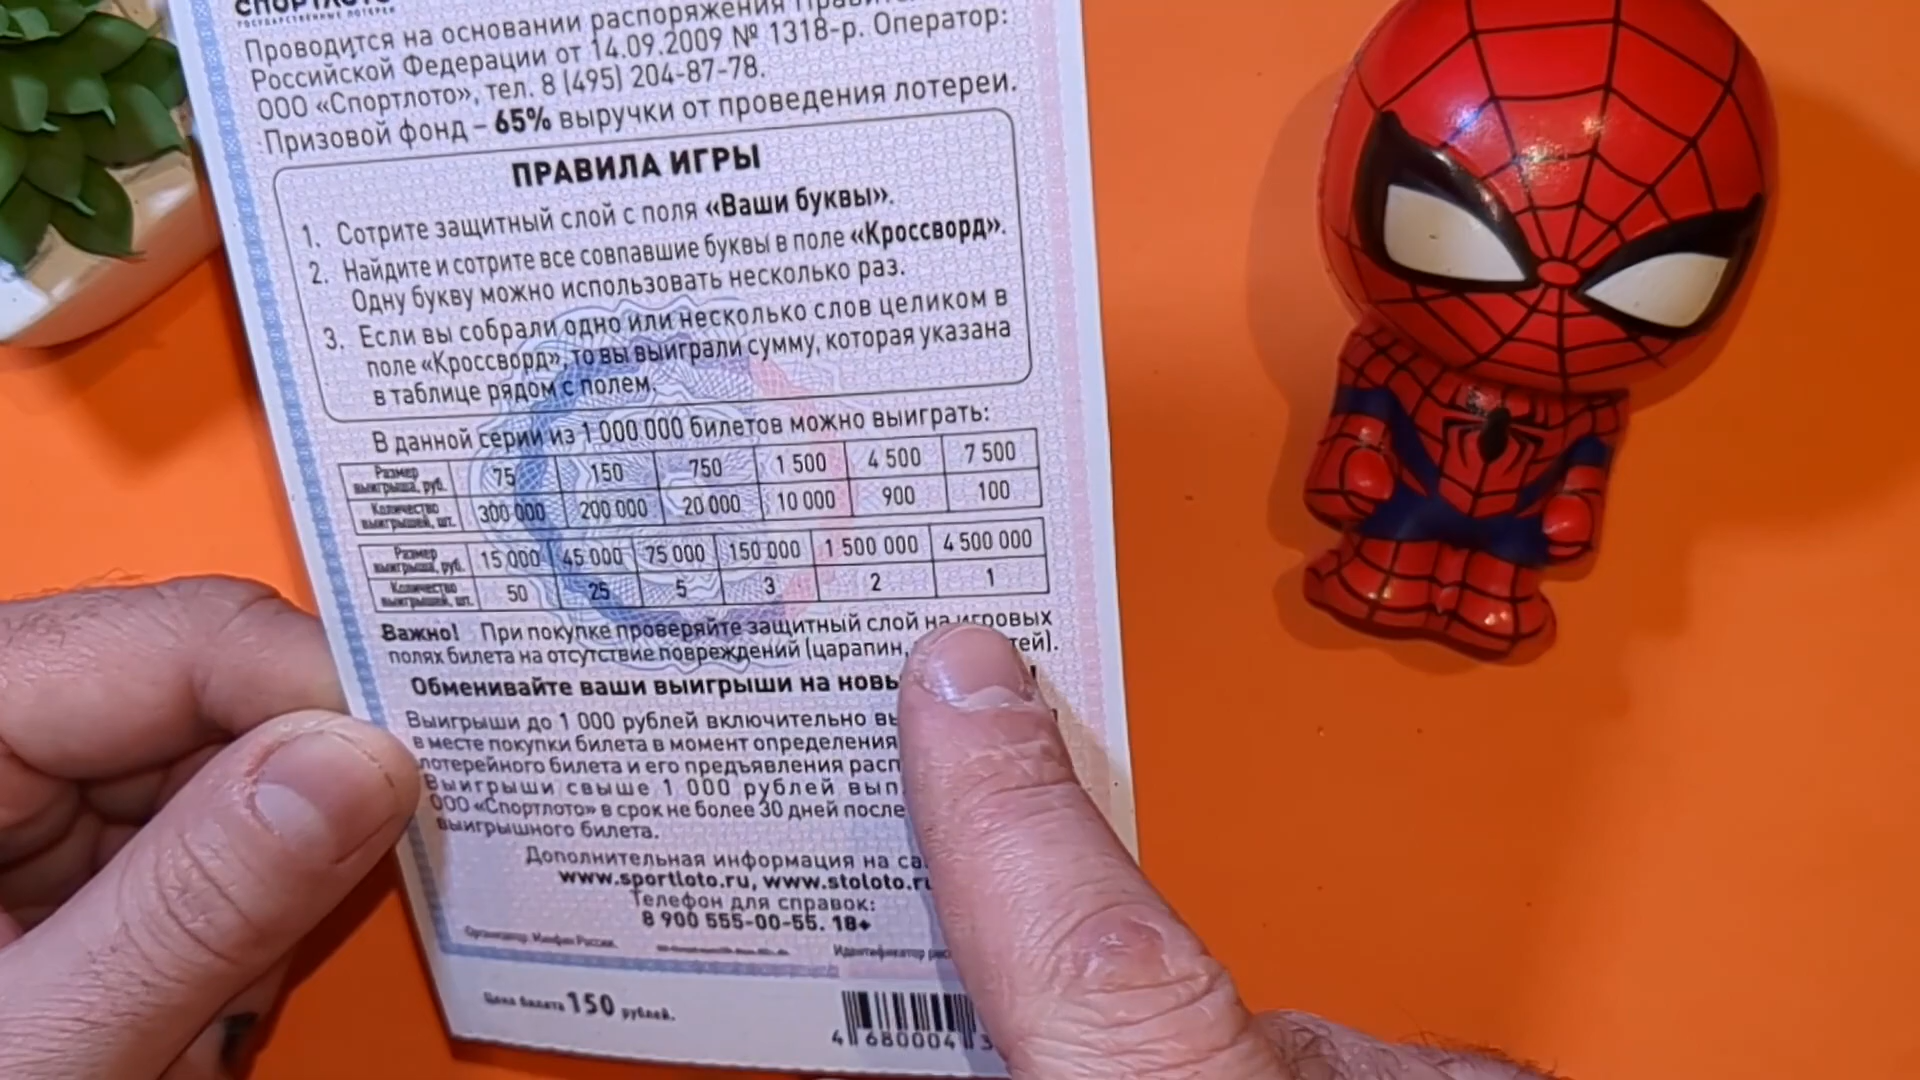 СПОРТЛОТО
ГОСУДАРСТВЕННЫЕ ЛОТЕРЕИ
Проводится на основании распоряжения
Российской Федерации от 14.09.2009 № 1318-р. Оператор:
ООО «Спортлото», тел. 8 (495) 204-87-78.
Призовой фонд – 65% выручки от проведения лотереи.
ПРАВИЛА ИГРЫ
1. Сотрите защитный слой с поля «Ваши буквы».
2. Найдите и сотрите все совпавшие буквы в поле «Кроссворд».
Одну букву можно использовать несколько раз.
3. Если вы собрали одно или несколько слов целиком в
поле «Кроссворд», то вы выиграли сумму, которая указана
в таблице рядом с полем.
В данной серии из 1 000 000 билетов можно выиграть:
Размер выигрыша, руб. 75 150 750 1 500 4 500 7 500
Количество выигрышей, шт. 300 000 200 000 20 000 10 000 900 100
Размер выигрыша, руб. 15 000 45 000 75 000 150 000 1 500 000 4 500 000
Количество выигрышей, шт. 50 25 5 3 2 1
Важно! При покупке проверяйте защитный слой на игровых
полях билета на отсутствие повреждений (царапин,
Обменивайте ваши выигрыши на
Выигрыши до 1 000 рублей включительно
в месте покупки билета в момент определения
лотерейного билета и его предъявления
Выигрыши свыше 1 000 рублей
ООО «Спортлото» в срок не более 30 дней после
выигрышного билета.
Дополнительная информация на
www.sportloto.ru, www.stoloto.ru
Телефон для справок:
8 900 555-00-55. 18+
Организатор: Минфин России.
Идентификатор
Цена билета 150 рублей.
4 680004 3